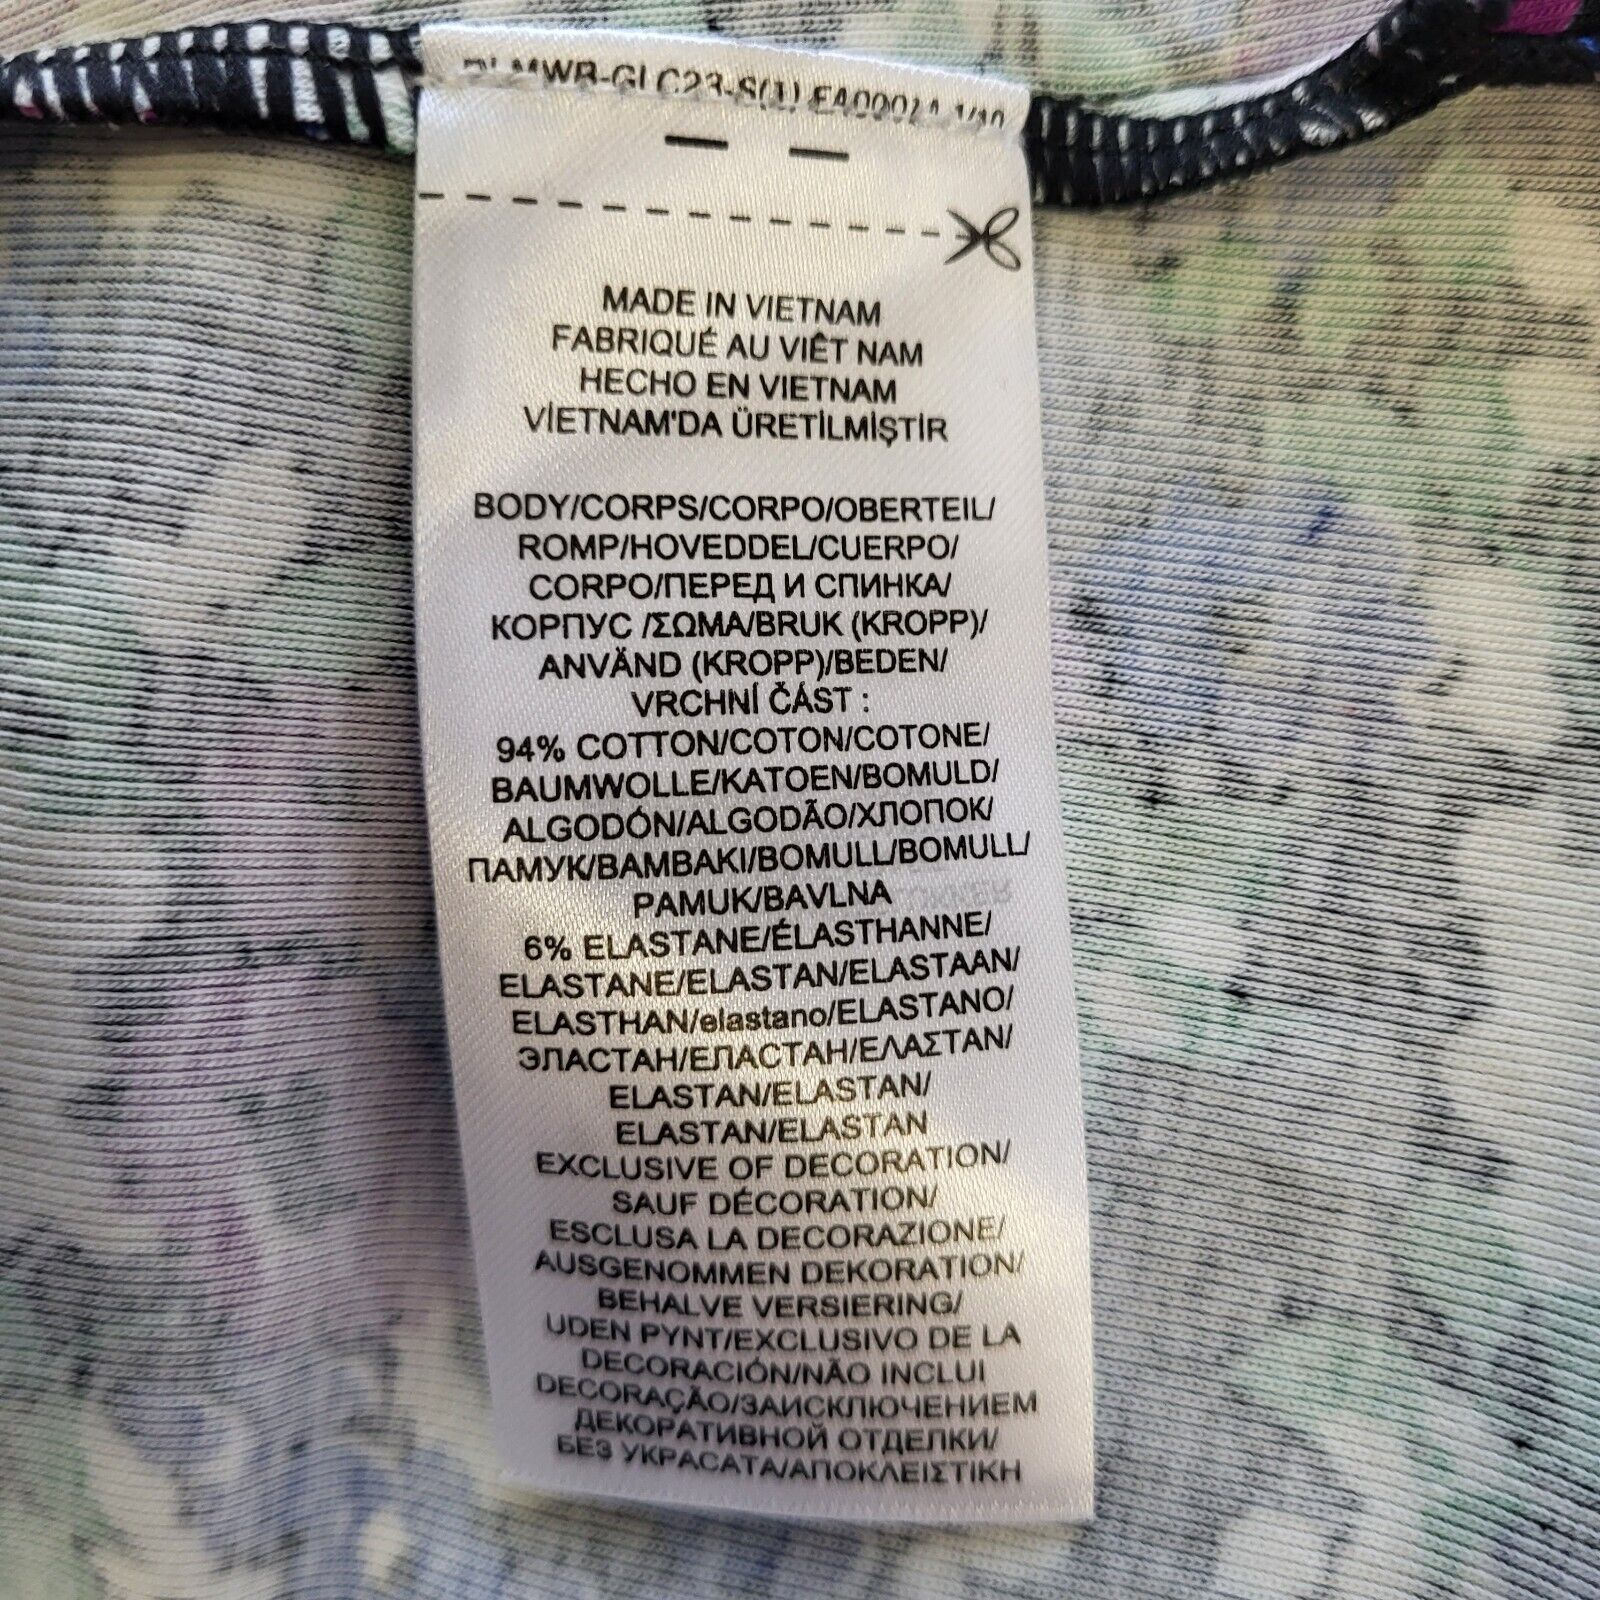 MADE IN VIETNAM
FABRIQUÉ AU VIÊT NAM
HECHO EN VIETNAM
VİETNAM'DA ÜRETİLMİŞTİR
BODY/CORPS/CORPO/OBERTEIL/
ROMP/HOVEDDEL/CUERPO/
CORPO/ПЕРЕД И СПИНКА/
КОРПУС /ΣΩΜΑ/BRUK (KROPP)/
ANVÄND (KROPP)/BEDEN/
VRCHNÍ ČÁST :
94% COTTON/COTON/COTONE/
BAUMWOLLE/KATOEN/BOMULD/
ALGODÓN/ALGODÃO/ХЛОПОК/
ПАМУК/ΒΑΜΒΑΚΙ/BOMULL/BOMULL/
PAMUK/BAVLNA
6% ELASTANE/ÉLASTHANNE/
ELASTANE/ELASTAN/ELASTAAN/
ELASTHAN/elastano/ELASTANO/
ЭЛАСТАН/ЕЛАСТАН/ΕΛΑΣΤΑΝ/
ELASTAN/ELASTAN/
ELASTAN/ELASTAN
EXCLUSIVE OF DECORATION/
SAUF DÉCORATION/
ESCLUSA LA DECORAZIONE/
AUSGENOMMEN DEKORATION/
BEHALVE VERSIERING/
UDEN PYNT/EXCLUSIVO DE LA
DECORACIÓN/NÃO INCLUI
DECORAÇÃO/ЗАИСКЛЮЧЕНИЕМ
ДЕКОРАТИВНОЙ ОТДЕЛКИ/
БЕЗ УКРАСАТА/ΑΠΟΚΛΕΙΣΤΙΚΗ